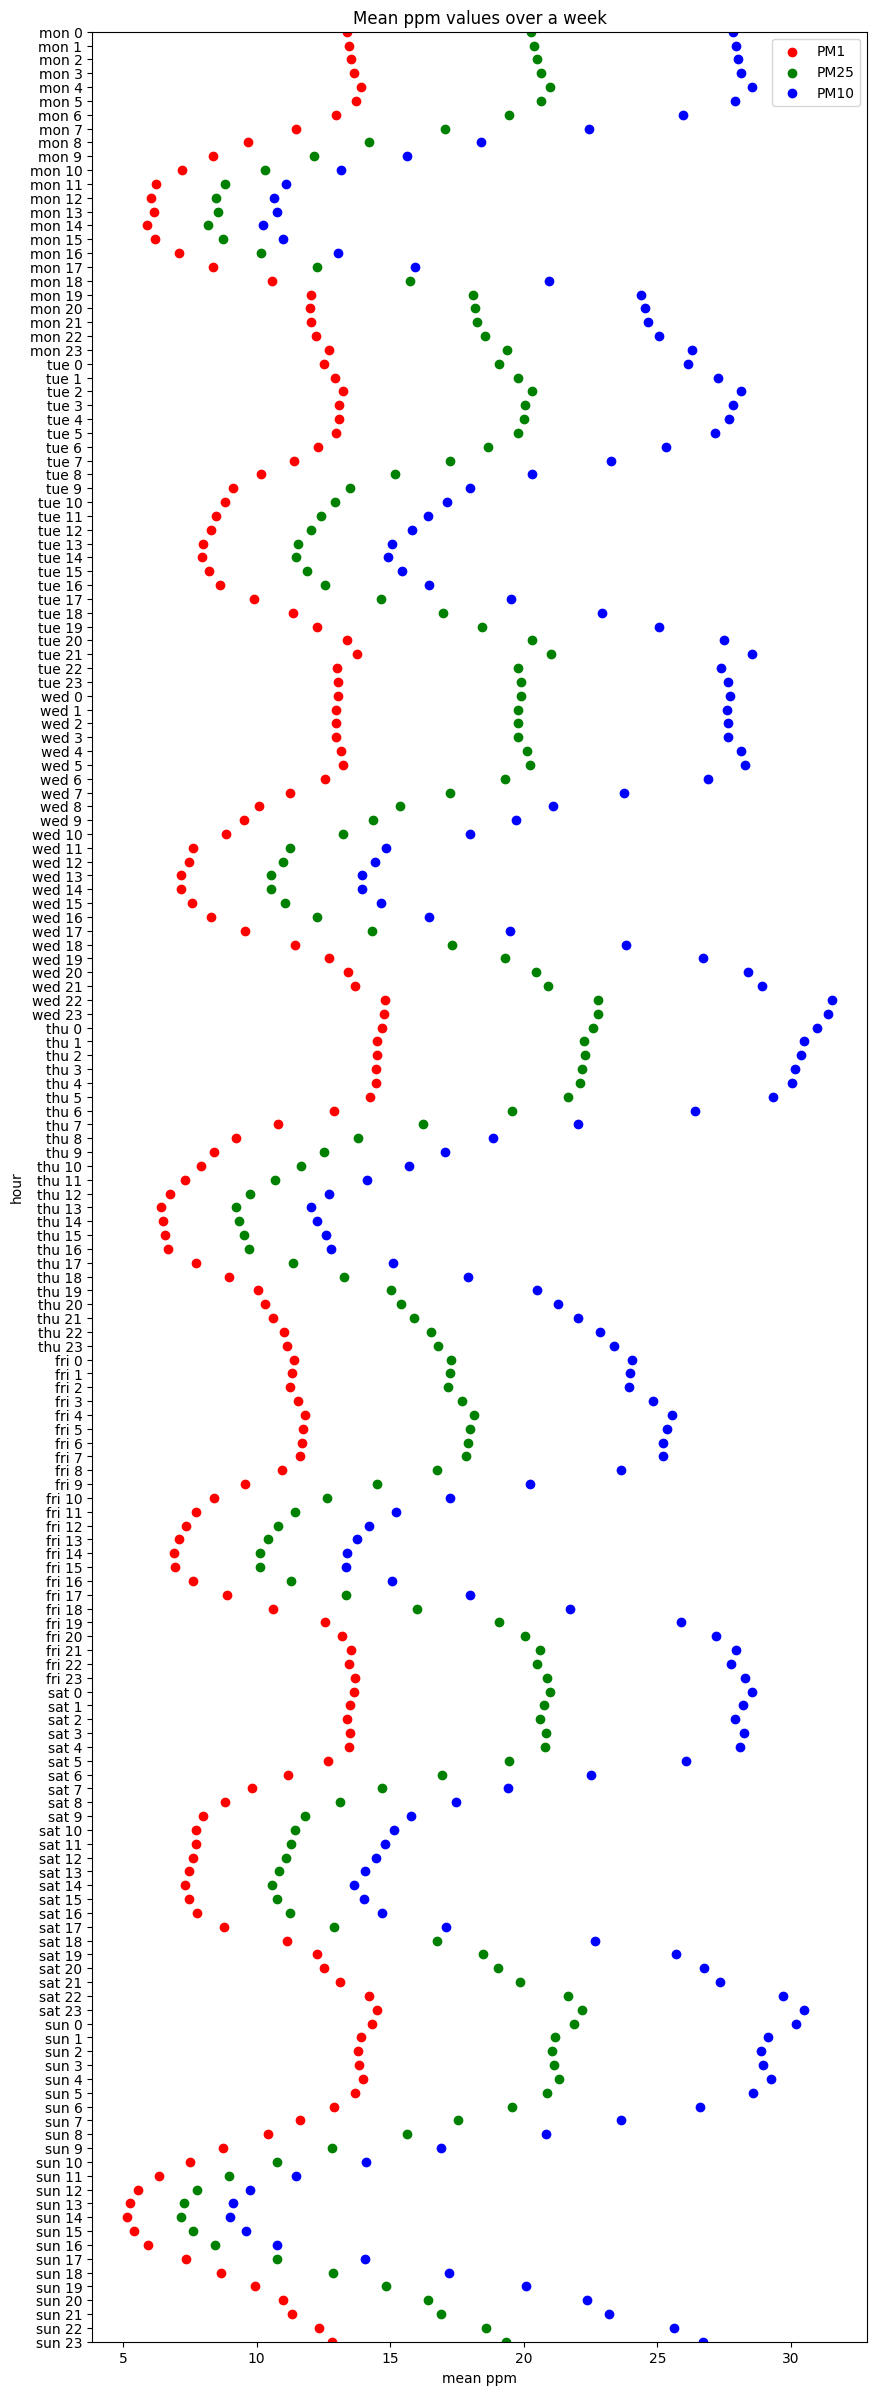 Mean ppm values over a week
PM1
PM25
PM10
mon 0
mon 1
mon 2
mon 3
mon 4
mon 5
mon 6
mon 7
mon 8
mon 9
mon 10
mon 11
mon 12
mon 13
mon 14
mon 15
mon 16
mon 17
mon 18
mon 19
mon 20
mon 21
mon 22
mon 23
tue 0
tue 1
tue 2
tue 3
tue 4
tue 5
tue 6
tue 7
tue 8
tue 9
tue 10
tue 11
tue 12
tue 13
tue 14
tue 15
tue 16
tue 17
tue 18
tue 19
tue 20
tue 21
tue 22
tue 23
wed 0
wed 1
wed 2
wed 3
wed 4
wed 5
wed 6
wed 7
wed 8
wed 9
wed 10
wed 11
wed 12
wed 13
wed 14
wed 15
wed 16
wed 17
wed 18
wed 19
wed 20
wed 21
wed 22
wed 23
thu 0
thu 1
thu 2
thu 3
thu 4
thu 5
thu 6
thu 7
thu 8
thu 9
thu 10
thu 11
thu 12
thu 13
thu 14
thu 15
thu 16
thu 17
thu 18
thu 19
thu 20
thu 21
thu 22
thu 23
fri 0
fri 1
fri 2
fri 3
fri 4
fri 5
fri 6
fri 7
fri 8
fri 9
fri 10
fri 11
fri 12
fri 13
fri 14
fri 15
fri 16
fri 17
fri 18
fri 19
fri 20
fri 21
fri 22
fri 23
sat 0
sat 1
sat 2
sat 3
sat 4
sat 5
sat 6
sat 7
sat 8
sat 9
sat 10
sat 11
sat 12
sat 13
sat 14
sat 15
sat 16
sat 17
sat 18
sat 19
sat 20
sat 21
sat 22
sat 23
sun 0
sun 1
sun 2
sun 3
sun 4
sun 5
sun 6
sun 7
sun 8
sun 9
sun 10
sun 11
sun 12
sun 13
sun 14
sun 15
sun 16
sun 17
sun 18
sun 19
sun 20
sun 21
sun 22
sun 23
hour
5 10 15 20 25 30
mean ppm